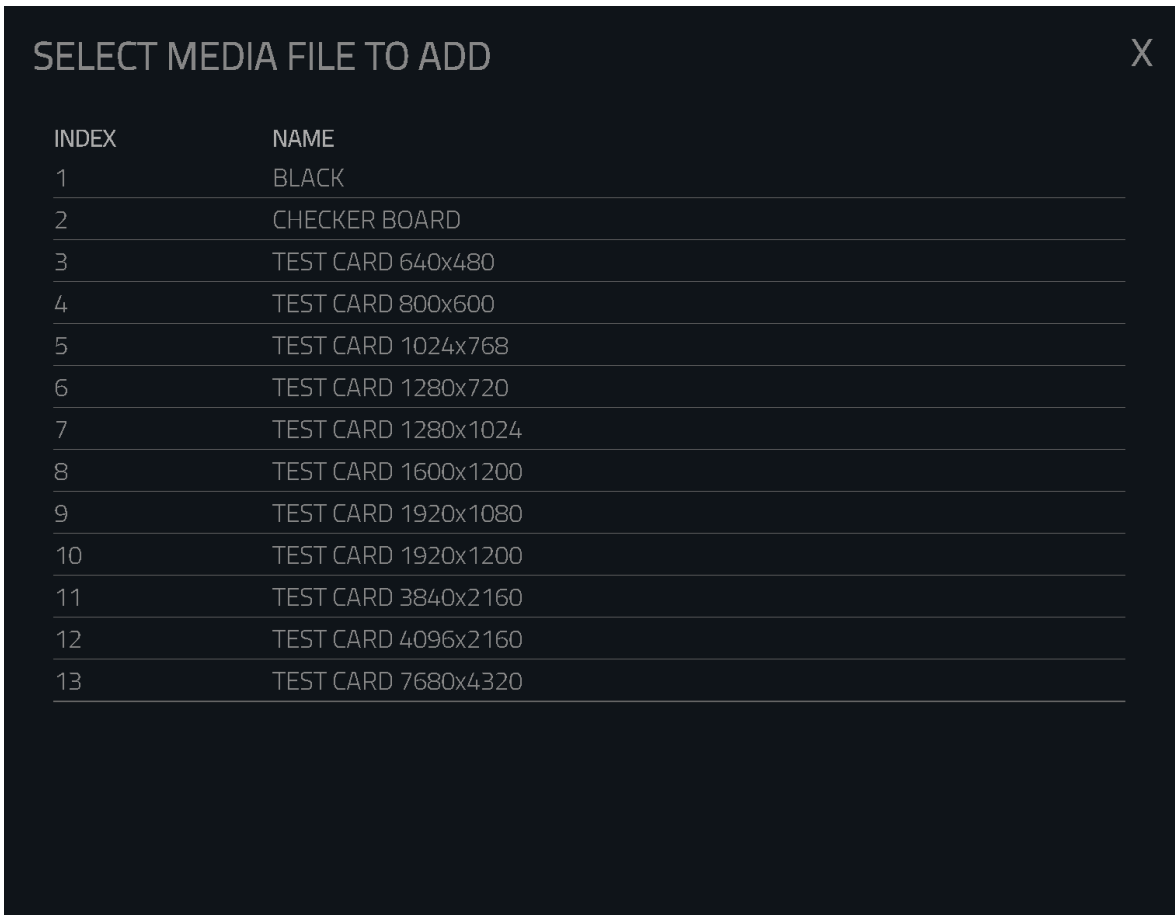 SELECT MEDIA FILE TO ADD X
INDEX NAME
1 BLACK
2 CHECKER BOARD
3 TEST CARD 640x480
4 TEST CARD 800x600
5 TEST CARD 1024x768
6 TEST CARD 1280x720
7 TEST CARD 1280x1024
8 TEST CARD 1600x1200
9 TEST CARD 1920x1080
10 TEST CARD 1920x1200
11 TEST CARD 3840x2160
12 TEST CARD 4096x2160
13 TEST CARD 7680x4320